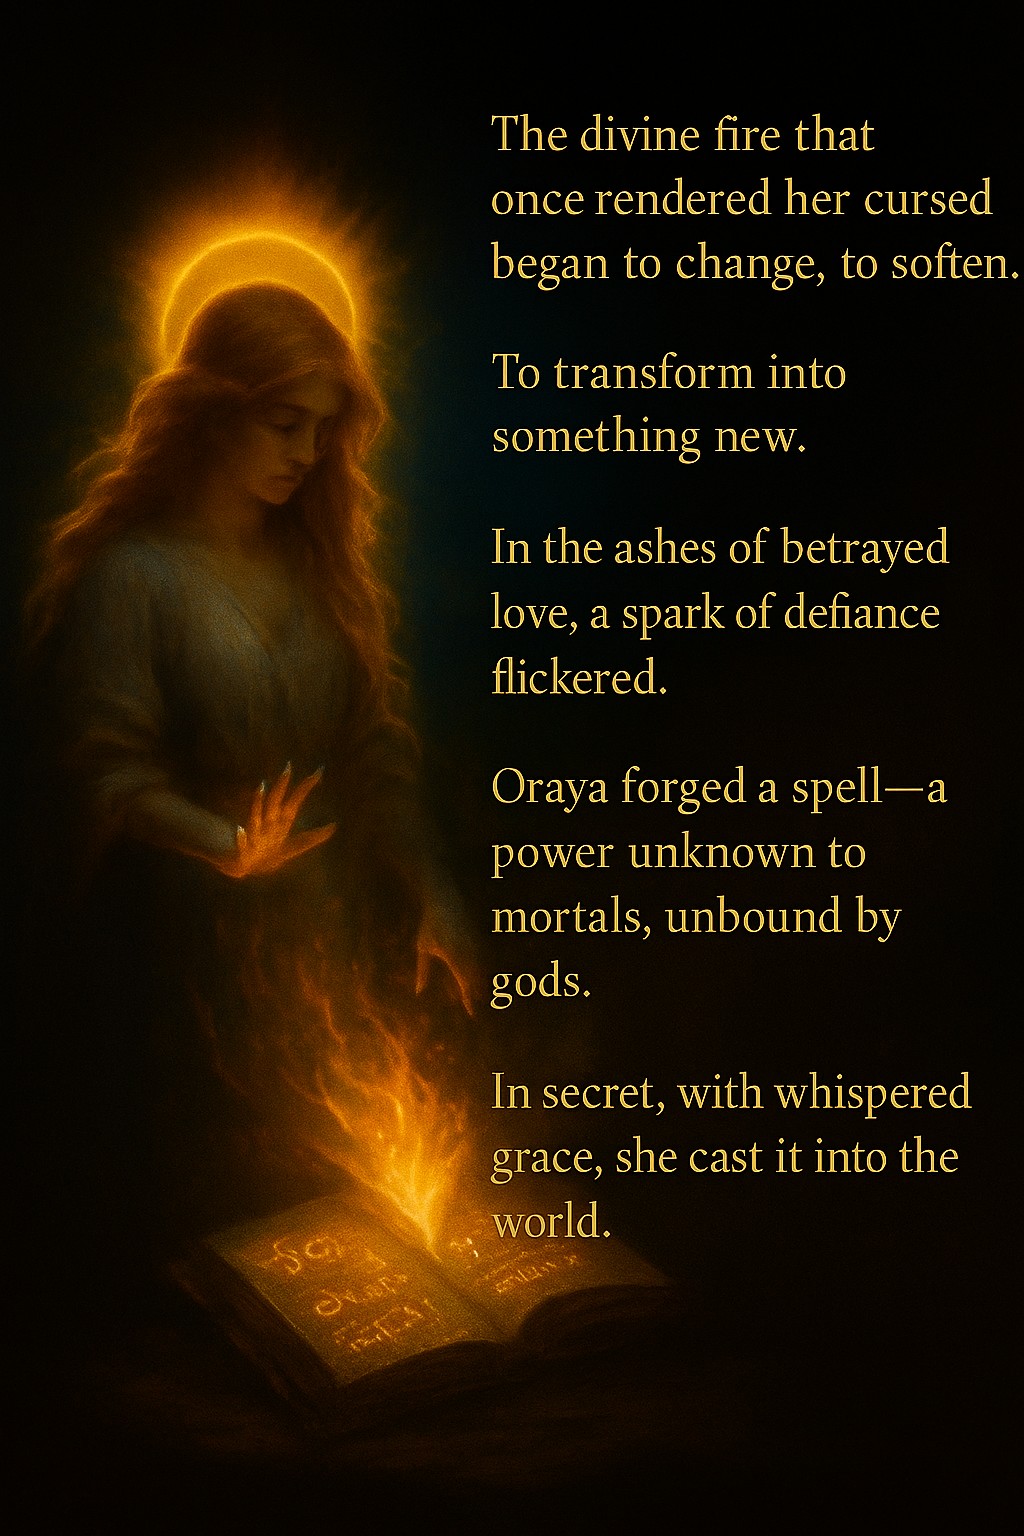 The divine fire that
once rendered her cursed
began to change, to soften.
To transform into
something new.
In the ashes of betrayed
love, a spark of defiance
flickered.
Oraya forged a spell—a
power unknown to
mortals, unbound by
gods.
In secret, with whispered
grace, she cast it into the
world.